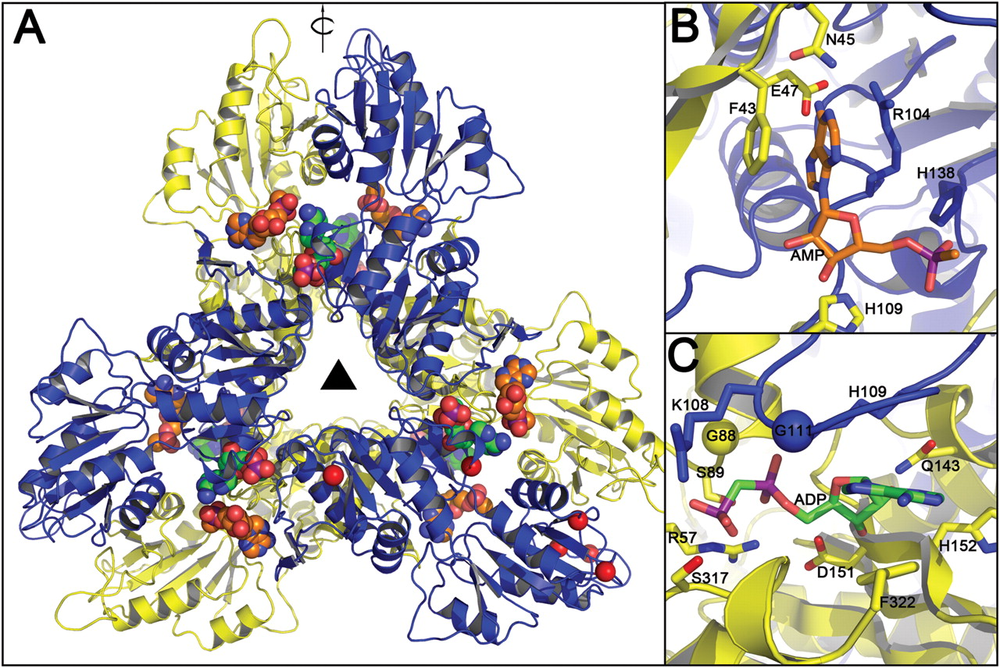 A
B
N45
E47
F43
R104
H138
AMP
H109
C
K108
H109
G88
G111
S89
Q143
ADP
R57
H152
D151
S317
F322